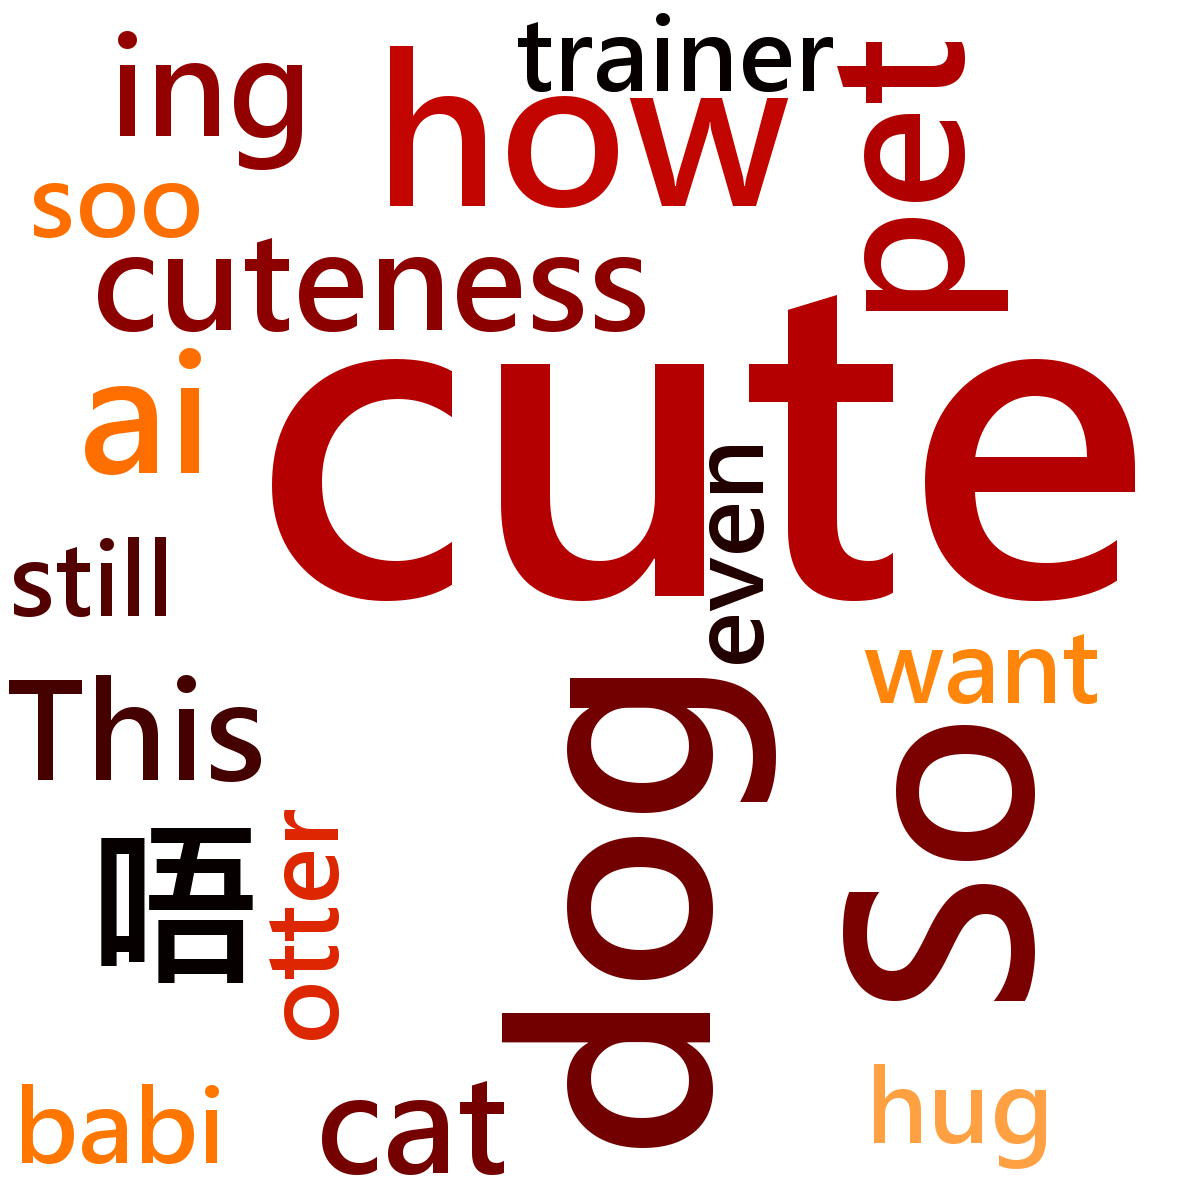 trainer
ing
how
pet
soo
cuteness
cute
ai
even
still
want
This
dog
So
唔
otter
babi
cat
hug